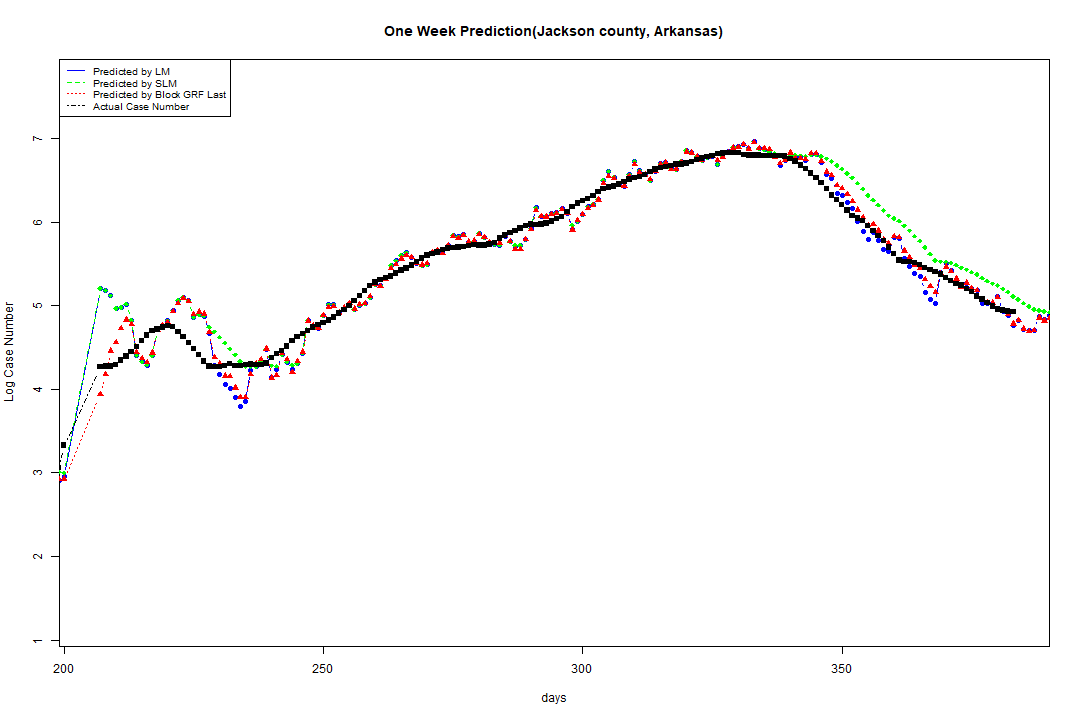 One Week Prediction(Jackson county, Arkansas)
Predicted by LM
Predicted by SLM
Predicted by Block GRF Last
Actual Case Number
7
6
5
4
3
2
1
Log Case Number
200 250 300 350
days